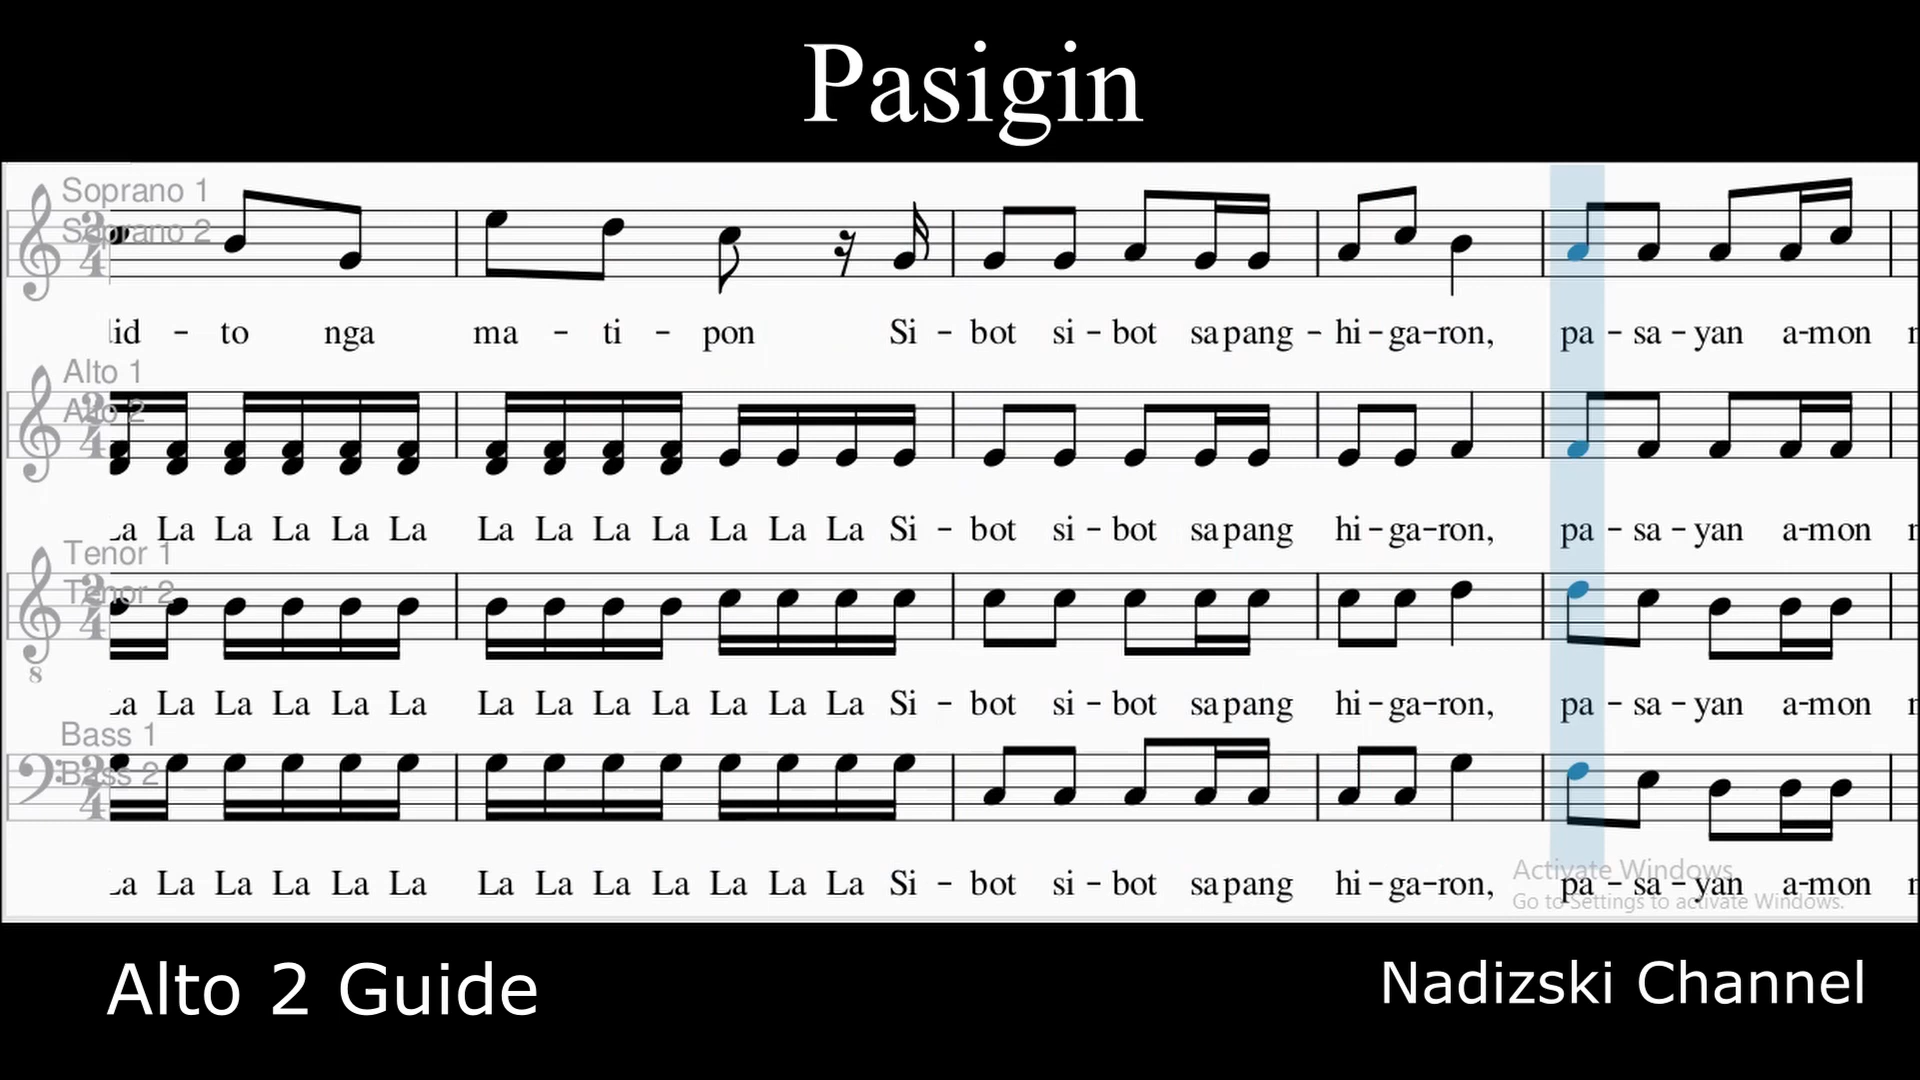 Pasigin
Soprano 1
Soprano 2
lid - to nga ma - ti - pon Si - bot si - bot sapang - hi - ga - ron, pa - sa - yan a - mon
Alto 1
Alto 2
La La La La La La La La La La La La Si - bot si - bot sapang hi - ga - ron, pa - sa - yan a - mon
Tenor 1
Tenor 2
8
La La La La La La La La La La La La Si - bot si - bot sapang hi - ga - ron, pa - sa - yan a - mon
Bass 1
Bass 2
La La La La La La La La La La La La Si - bot si - bot sapang hi - ga - ron, pa - sa - yan a - mon
Activate Windows
Go to Settings to activate Windows.
Alto 2 Guide
Nadizski Channel